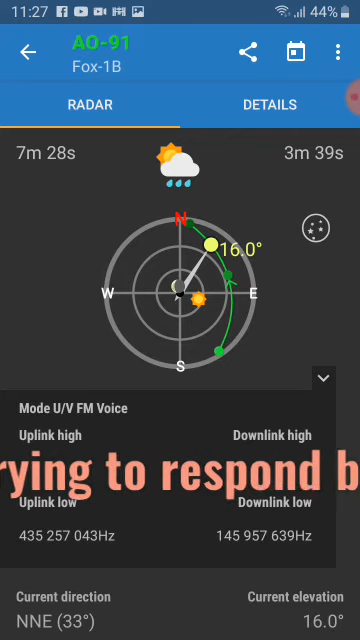 11:27 44%
AO-91
Fox-1B
RADAR DETAILS
7m 28s 3m 39s
N
16.0°
W E
S
Mode U/V FM Voice
Uplink high Downlink high
rying to respond b
Uplink low Downlink low
435 257 043Hz 145 957 639Hz
Current direction Current elevation
NNE (33°) 16.0°